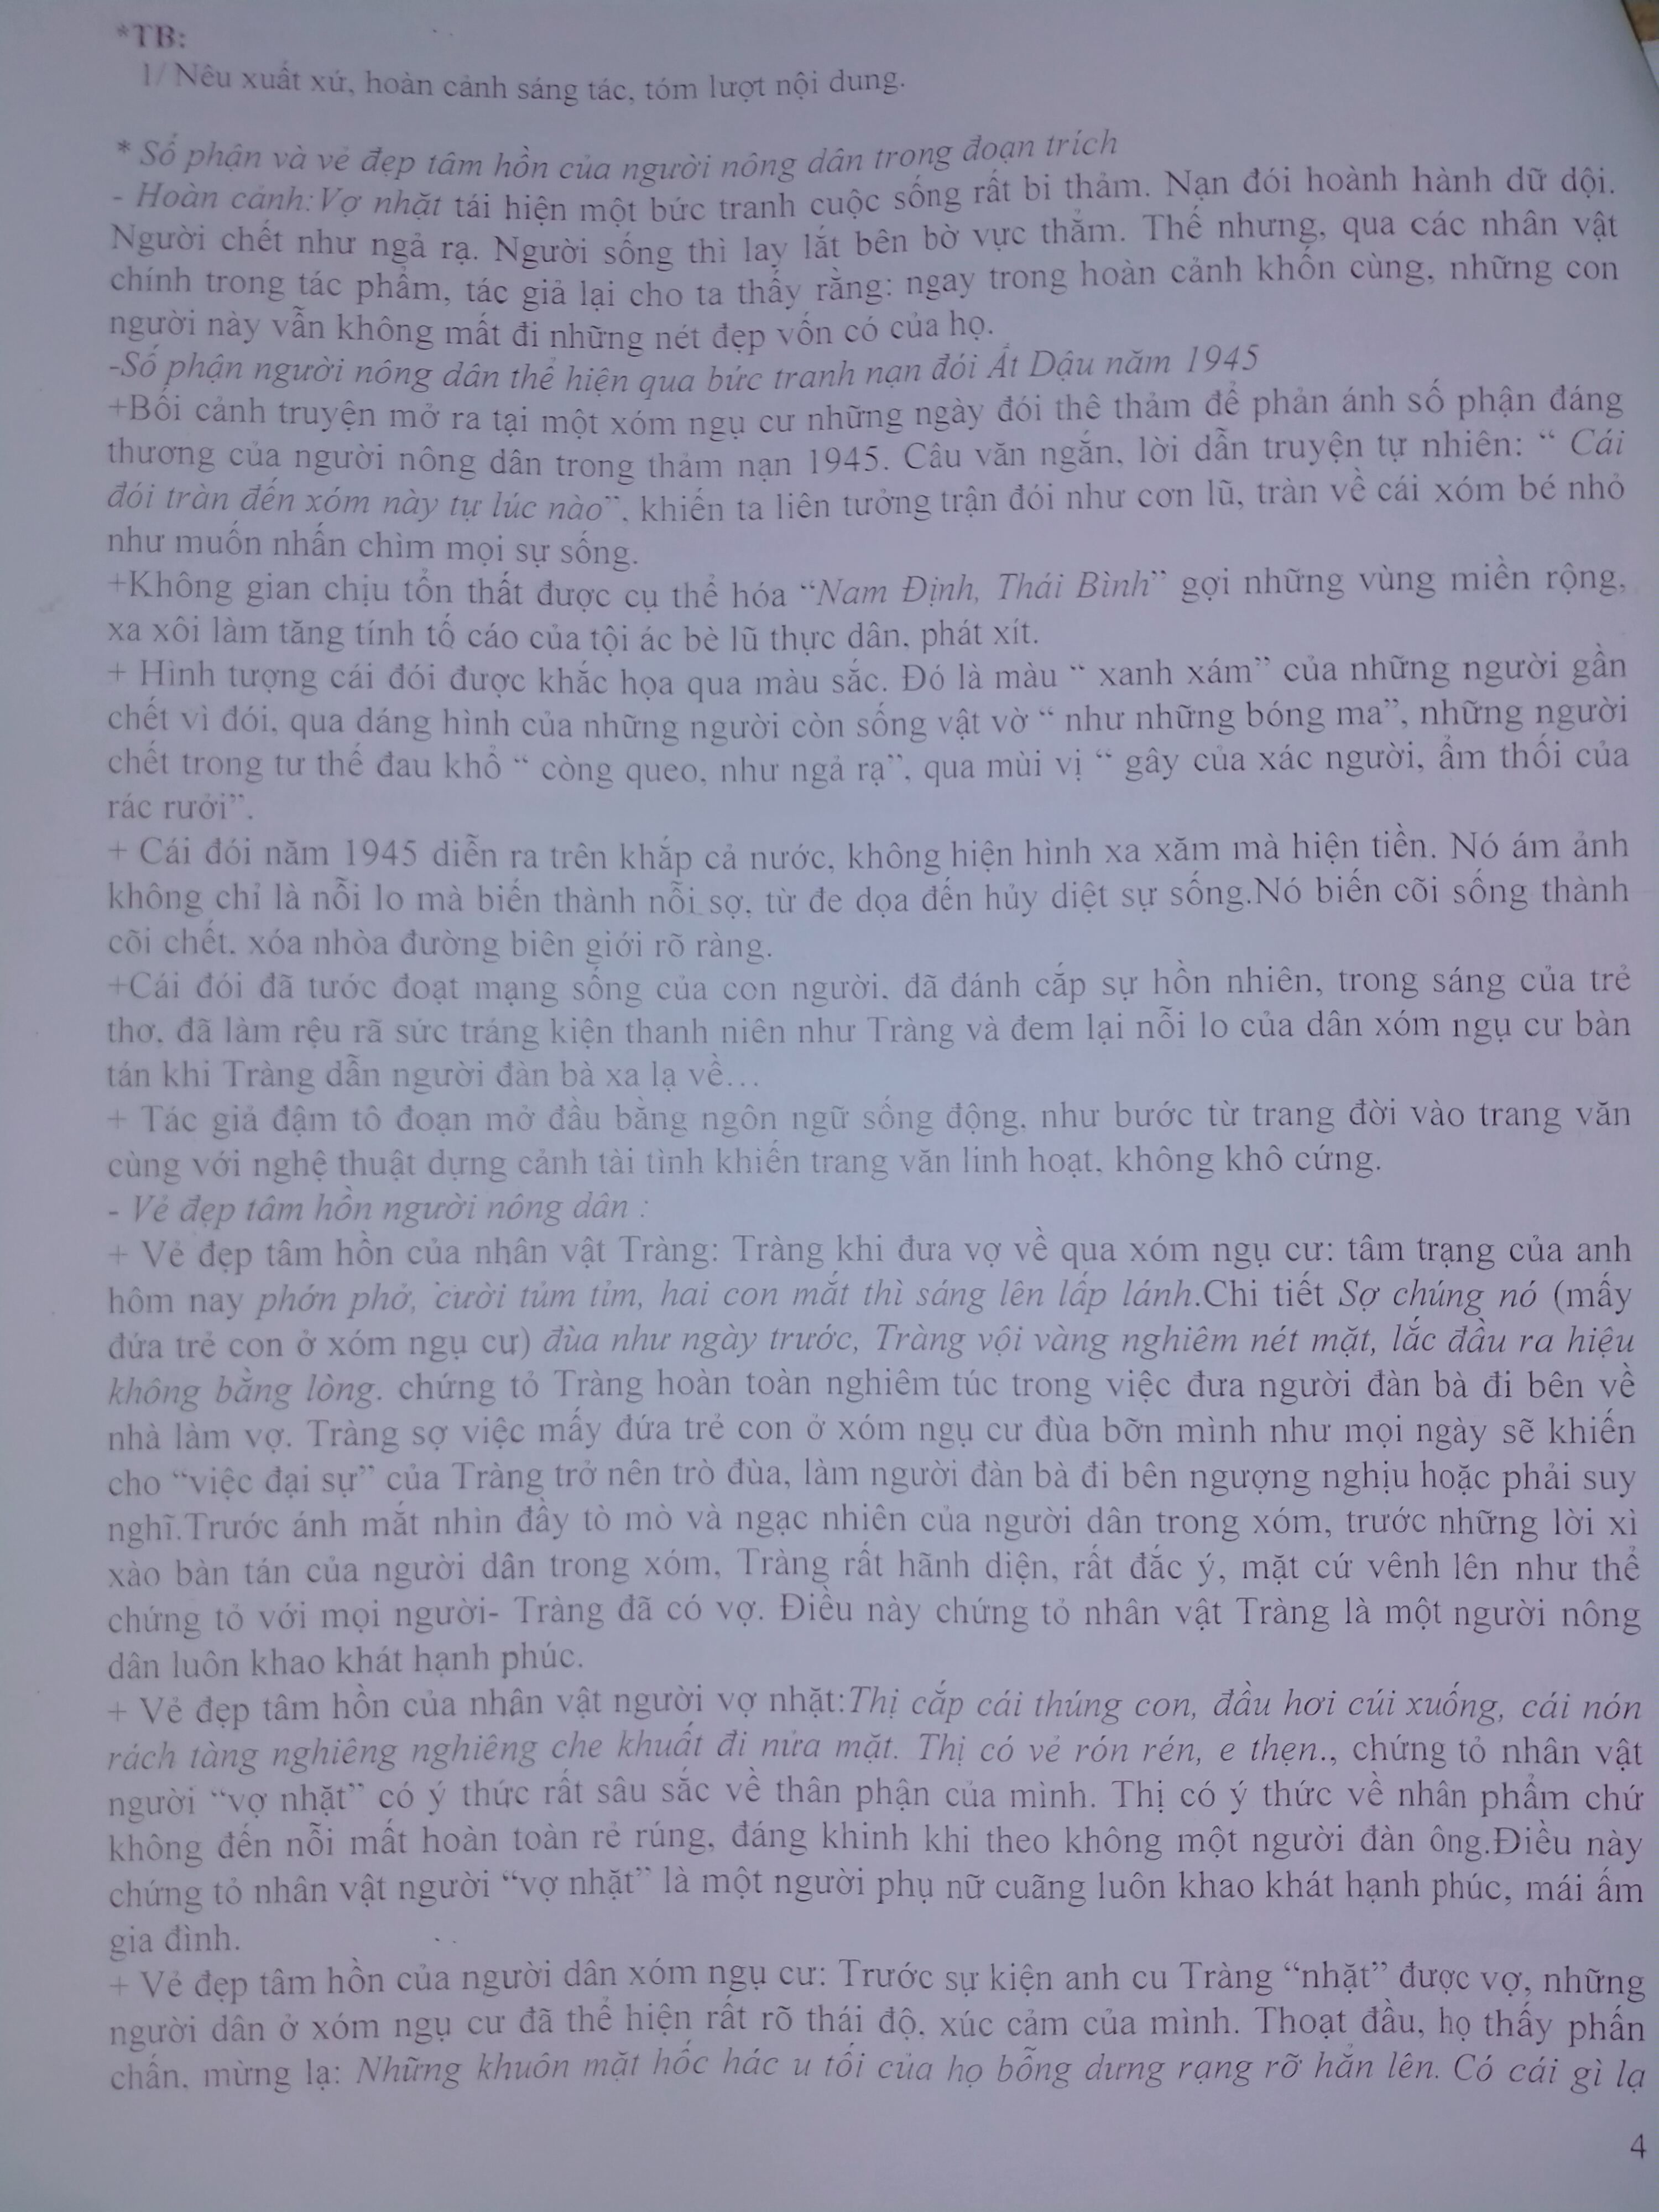 *TB:
1/ Nêu xuất xứ, hoàn cảnh sáng tác, tóm lượt nội dung.
* Số phận và vẻ đẹp tâm hồn của người nông dân trong đoạn trích
- Hoàn cảnh:Vợ nhặt tái hiện một bức tranh cuộc sống rất bi thảm. Nạn đói hoành hành dữ dội.
Người chết như ngả rạ. Người sống thì lay lắt bên bờ vực thẳm. Thế nhưng, qua các nhân vật
chính trong tác phẩm, tác giả lại cho ta thấy rằng: ngay trong hoàn cảnh khốn cùng, những con
người này vẫn không mất đi những nét đẹp vốn có của họ.
-Số phận người nông dân thể hiện qua bức tranh nạn đói Ất Dậu năm 1945
+Bối cảnh truyện mở ra tại một xóm ngụ cư những ngày đói thê thảm để phản ánh số phận đáng
thương của người nông dân trong thảm nạn 1945. Câu văn ngắn, lời dẫn truyện tự nhiên: “ Cái
đói tràn đến xóm này tự lúc nào”, khiến ta liên tưởng trận đói như cơn lũ, tràn về cái xóm bé nhỏ
như muốn nhấn chìm mọi sự sống.
+Không gian chịu tổn thất được cụ thể hóa “Nam Định, Thái Bình” gợi những vùng miền rộng,
xa xôi làm tăng tính tố cáo của tội ác bè lũ thực dân, phát xít.
+ Hình tượng cái đói được khắc họa qua màu sắc. Đó là màu “ xanh xám” của những người gần
chết vì đói, qua dáng hình của những người còn sống vật vờ “ như những bóng ma”, những người
chết trong tư thế đau khổ “ còng queo, như ngả rạ”, qua mùi vị “ gây của xác người, ẩm thối của
rác rưởi”.
+ Cái đói năm 1945 diễn ra trên khắp cả nước, không hiện hình xa xăm mà hiện tiền. Nó ám ảnh
không chỉ là nỗi lo mà biến thành nỗi sợ, từ đe dọa đến hủy diệt sự sống.Nó biến cõi sống thành
cõi chết, xóa nhòa đường biên giới rõ ràng.
+Cái đói đã tước đoạt mạng sống của con người, đã đánh cắp sự hồn nhiên, trong sáng của trẻ
thơ, đã làm rệu rã sức tráng kiện thanh niên như Tràng và đem lại nỗi lo của dân xóm ngụ cư bàn
tán khi Tràng dẫn người đàn bà xa lạ về…
+ Tác giả đậm tô đoạn mở đầu bằng ngôn ngữ sống động, như bước từ trang đời vào trang văn
cùng với nghệ thuật dựng cảnh tài tình khiến trang văn linh hoạt, không khô cứng.
- Vẻ đẹp tâm hồn người nông dân :
+ Vẻ đẹp tâm hồn của nhân vật Tràng: Tràng khi đưa vợ về qua xóm ngụ cư: tâm trạng của anh
hôm nay phớn phở, cười tủm tỉm, hai con mắt thì sáng lên lấp lánh.Chi tiết Sợ chúng nó (mấy
đứa trẻ con ở xóm ngụ cư) đùa như ngày trước, Tràng vội vàng nghiêm nét mặt, lắc đầu ra hiệu
không bằng lòng. chứng tỏ Tràng hoàn toàn nghiêm túc trong việc đưa người đàn bà đi bên về
nhà làm vợ. Tràng sợ việc mấy đứa trẻ con ở xóm ngụ cư đùa bỡn mình như mọi ngày sẽ khiến
cho “việc đại sự” của Tràng trở nên trò đùa, làm người đàn bà đi bên ngượng nghịu hoặc phải suy
nghĩ.Trước ánh mắt nhìn đầy tò mò và ngạc nhiên của người dân trong xóm, trước những lời xì
xào bàn tán của người dân trong xóm, Tràng rất hãnh diện, rất đắc ý, mặt cứ vênh lên như thể
chứng tỏ với mọi người- Tràng đã có vợ. Điều này chứng tỏ nhân vật Tràng là một người nông
dân luôn khao khát hạnh phúc.
+ Vẻ đẹp tâm hồn của nhân vật người vợ nhặt:Thị cắp cái thúng con, đầu hơi cúi xuống, cái nón
rách tàng nghiêng nghiêng che khuất đi nửa mặt. Thị có vẻ rón rén, e thẹn., chứng tỏ nhân vật
người “vợ nhặt” có ý thức rất sâu sắc về thân phận của mình. Thị có ý thức về nhân phẩm chứ
không đến nỗi mất hoàn toàn rẻ rúng, đáng khinh khi theo không một người đàn ông.Điều này
chứng tỏ nhân vật người “vợ nhặt” là một người phụ nữ cuãng luôn khao khát hạnh phúc, mái ấm
gia đình.
+ Vẻ đẹp tâm hồn của người dân xóm ngụ cư: Trước sự kiện anh cu Tràng “nhặt” được vợ, những
người dân ở xóm ngụ cư đã thể hiện rất rõ thái độ, xúc cảm của mình. Thoạt đầu, họ thấy phấn
chấn, mừng lạ: Những khuôn mặt hốc hác u tối của họ bỗng dưng rạng rỡ hẳn lên. Có cái gì lạ
4